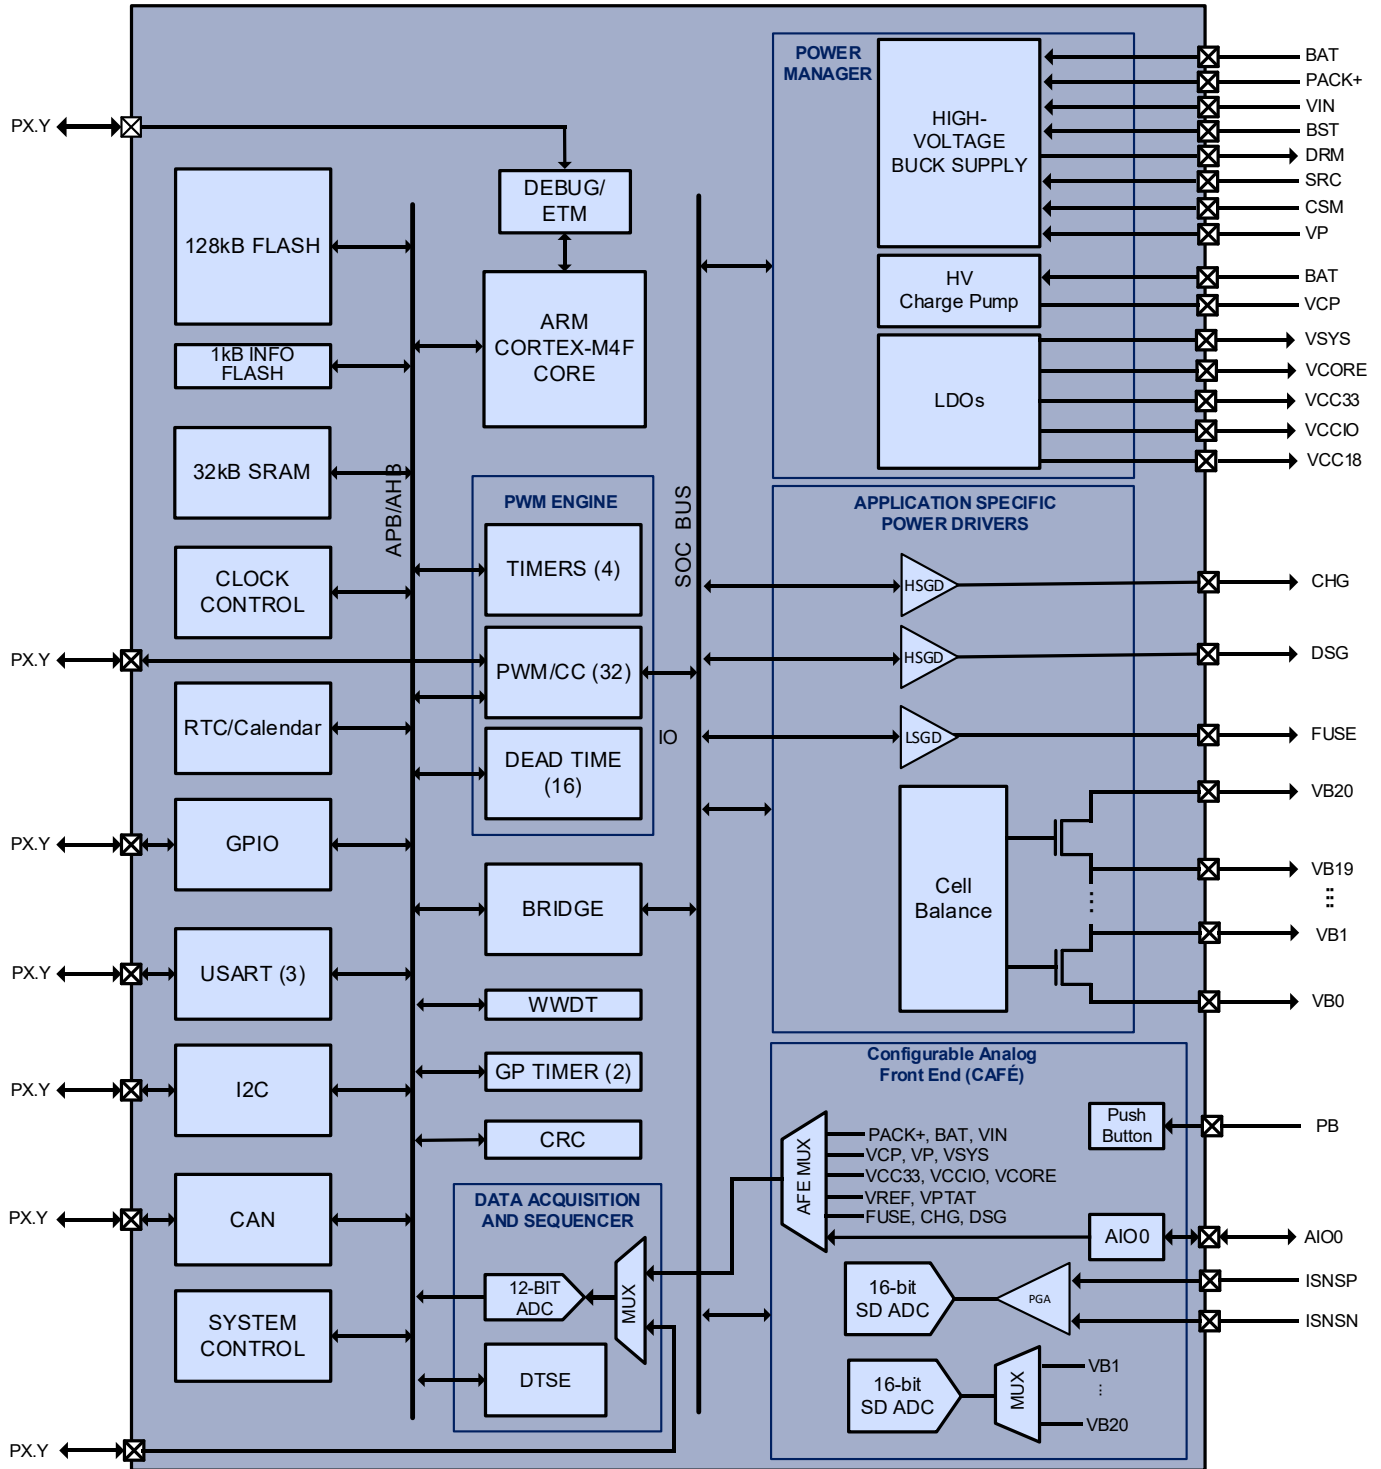 POWER
MANAGER
HIGH-
VOLTAGE
BUCK SUPPLY
BAT
PACK+
VIN
BST
DRM
SRC
CSM
VP
HV
Charge Pump
BAT
VCP
LDOs
VSYS
VCORE
VCC33
VCCIO
VCC18
PX.Y
DEBUG/
ETM
128kB FLASH
ARM
CORTEX-M4F
CORE
1kB INFO
FLASH
32kB SRAM
APB/AHB
SOC BUS
CLOCK
CONTROL
PWM ENGINE
TIMERS (4)
PX.Y
PWM/CC (32)
RTC/Calendar
DEAD TIME
(16)
IO
APPLICATION SPECIFIC
POWER DRIVERS
HSGD
CHG
HSGD
DSG
LSGD
FUSE
Cell
Balance
VB20
VB19
VB1
VB0
PX.Y
GPIO
BRIDGE
PX.Y
USART (3)
WWDT
PX.Y
I2C
GP TIMER (2)
CRC
PX.Y
CAN
DATA ACQUISITION
AND SEQUENCER
12-BIT
ADC
MUX
SYSTEM
CONTROL
DTSE
PX.Y
Configurable Analog
Front End (CAFÉ)
Push
Button
PB
AFE MUX
PACK+, BAT, VIN
VCP, VP, VSYS
VCC33, VCCIO, VCORE
VREF, VPTAT
FUSE, CHG, DSG
AIO0
AIO0
16-bit
SD ADC
PGA
ISNSP
ISNSN
16-bit
SD ADC
MUX
VB1
...
VB20